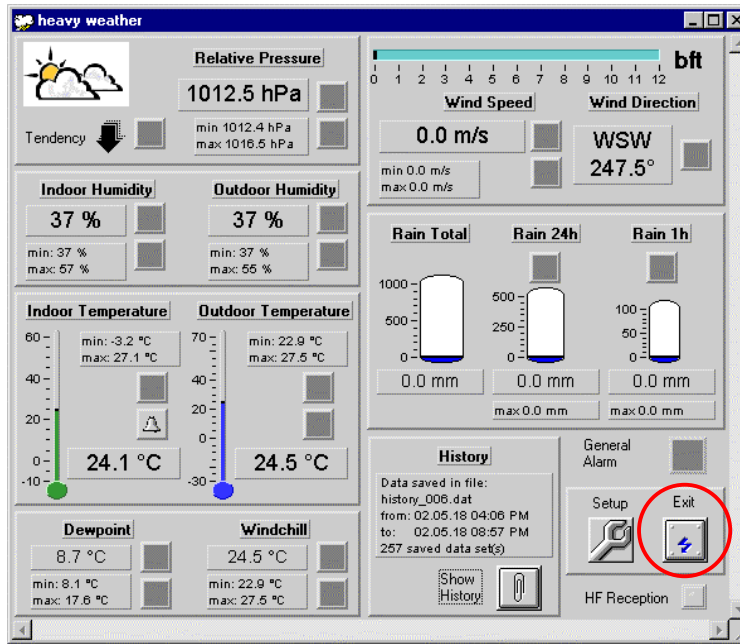 heavy weather
Relative Pressure
1012.5 hPa
Tendency
min 1012.4 hPa
max 1016.5 hPa
0 1 2 3 4 5 6 7 8 9 10 11 12
bft
Wind Speed
0.0 m/s
min 0.0 m/s
max 0.0 m/s
Wind Direction
WSW
247.5°
Indoor Humidity
37 %
min: 37 %
max: 57 %
Outdoor Humidity
37 %
min: 37 %
max: 55 %
Rain Total
1000
500
0
0.0 mm
Rain 24h
500
250
0
0.0 mm
max 0.0 mm
Rain 1h
100
50
0
0.0 mm
max 0.0 mm
Indoor Temperature
60
40
20
0
-10
min: -3.2 °C
max: 27.1 °C
24.1 °C
Outdoor Temperature
70
40
20
0
-30
min: 22.9 °C
max: 27.5 °C
24.5 °C
History
Data saved in file:
history_006.dat
from: 02.05.18 04:06 PM
to: 02.05.18 08:57 PM
257 saved data set(s)
Show
History
General
Alarm
Setup
Exit
HF Reception
Dewpoint
8.7 °C
min: 8.1 °C
max: 17.6 °C
Windchill
24.5 °C
min: 22.9 °C
max: 27.5 °C